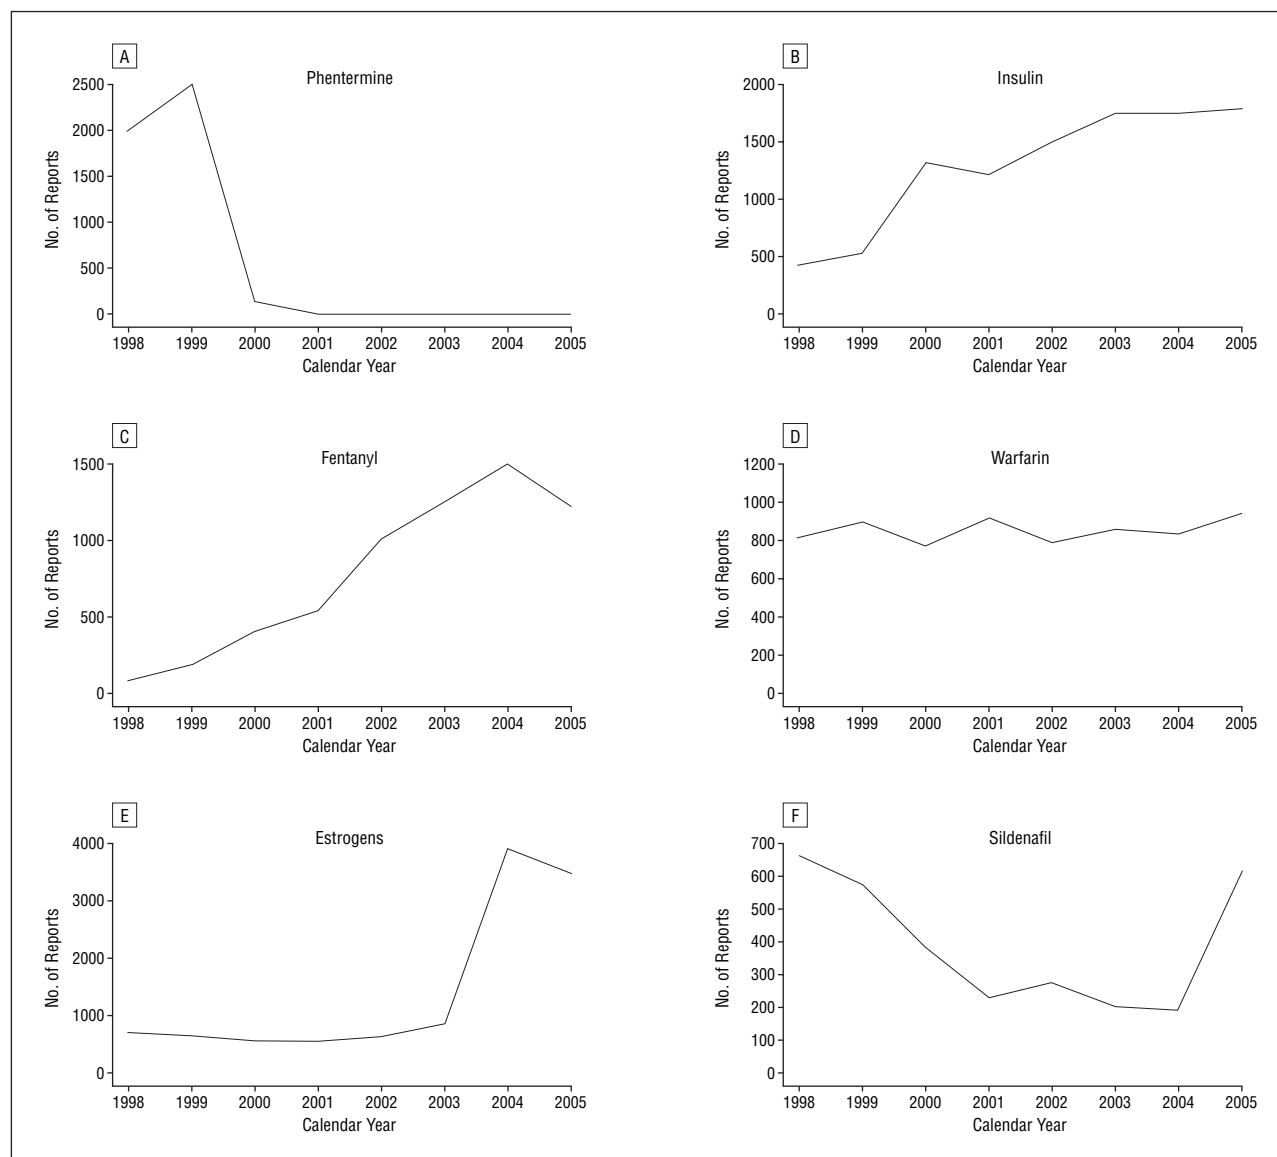 A
Phentermine
2500
2000
1500
1000
500
0
No. of Reports
1998 1999 2000 2001 2002 2003 2004 2005
Calendar Year
B
Insulin
2000
1500
1000
500
0
No. of Reports
1998 1999 2000 2001 2002 2003 2004 2005
Calendar Year
C
Fentanyl
1500
1000
500
0
No. of Reports
1998 1999 2000 2001 2002 2003 2004 2005
Calendar Year
D
Warfarin
1200
1000
800
600
400
200
0
No. of Reports
1998 1999 2000 2001 2002 2003 2004 2005
Calendar Year
E
Estrogens
4000
3000
2000
1000
0
No. of Reports
1998 1999 2000 2001 2002 2003 2004 2005
Calendar Year
F
Sildenafil
700
600
500
400
300
200
100
0
No. of Reports
1998 1999 2000 2001 2002 2003 2004 2005
Calendar Year